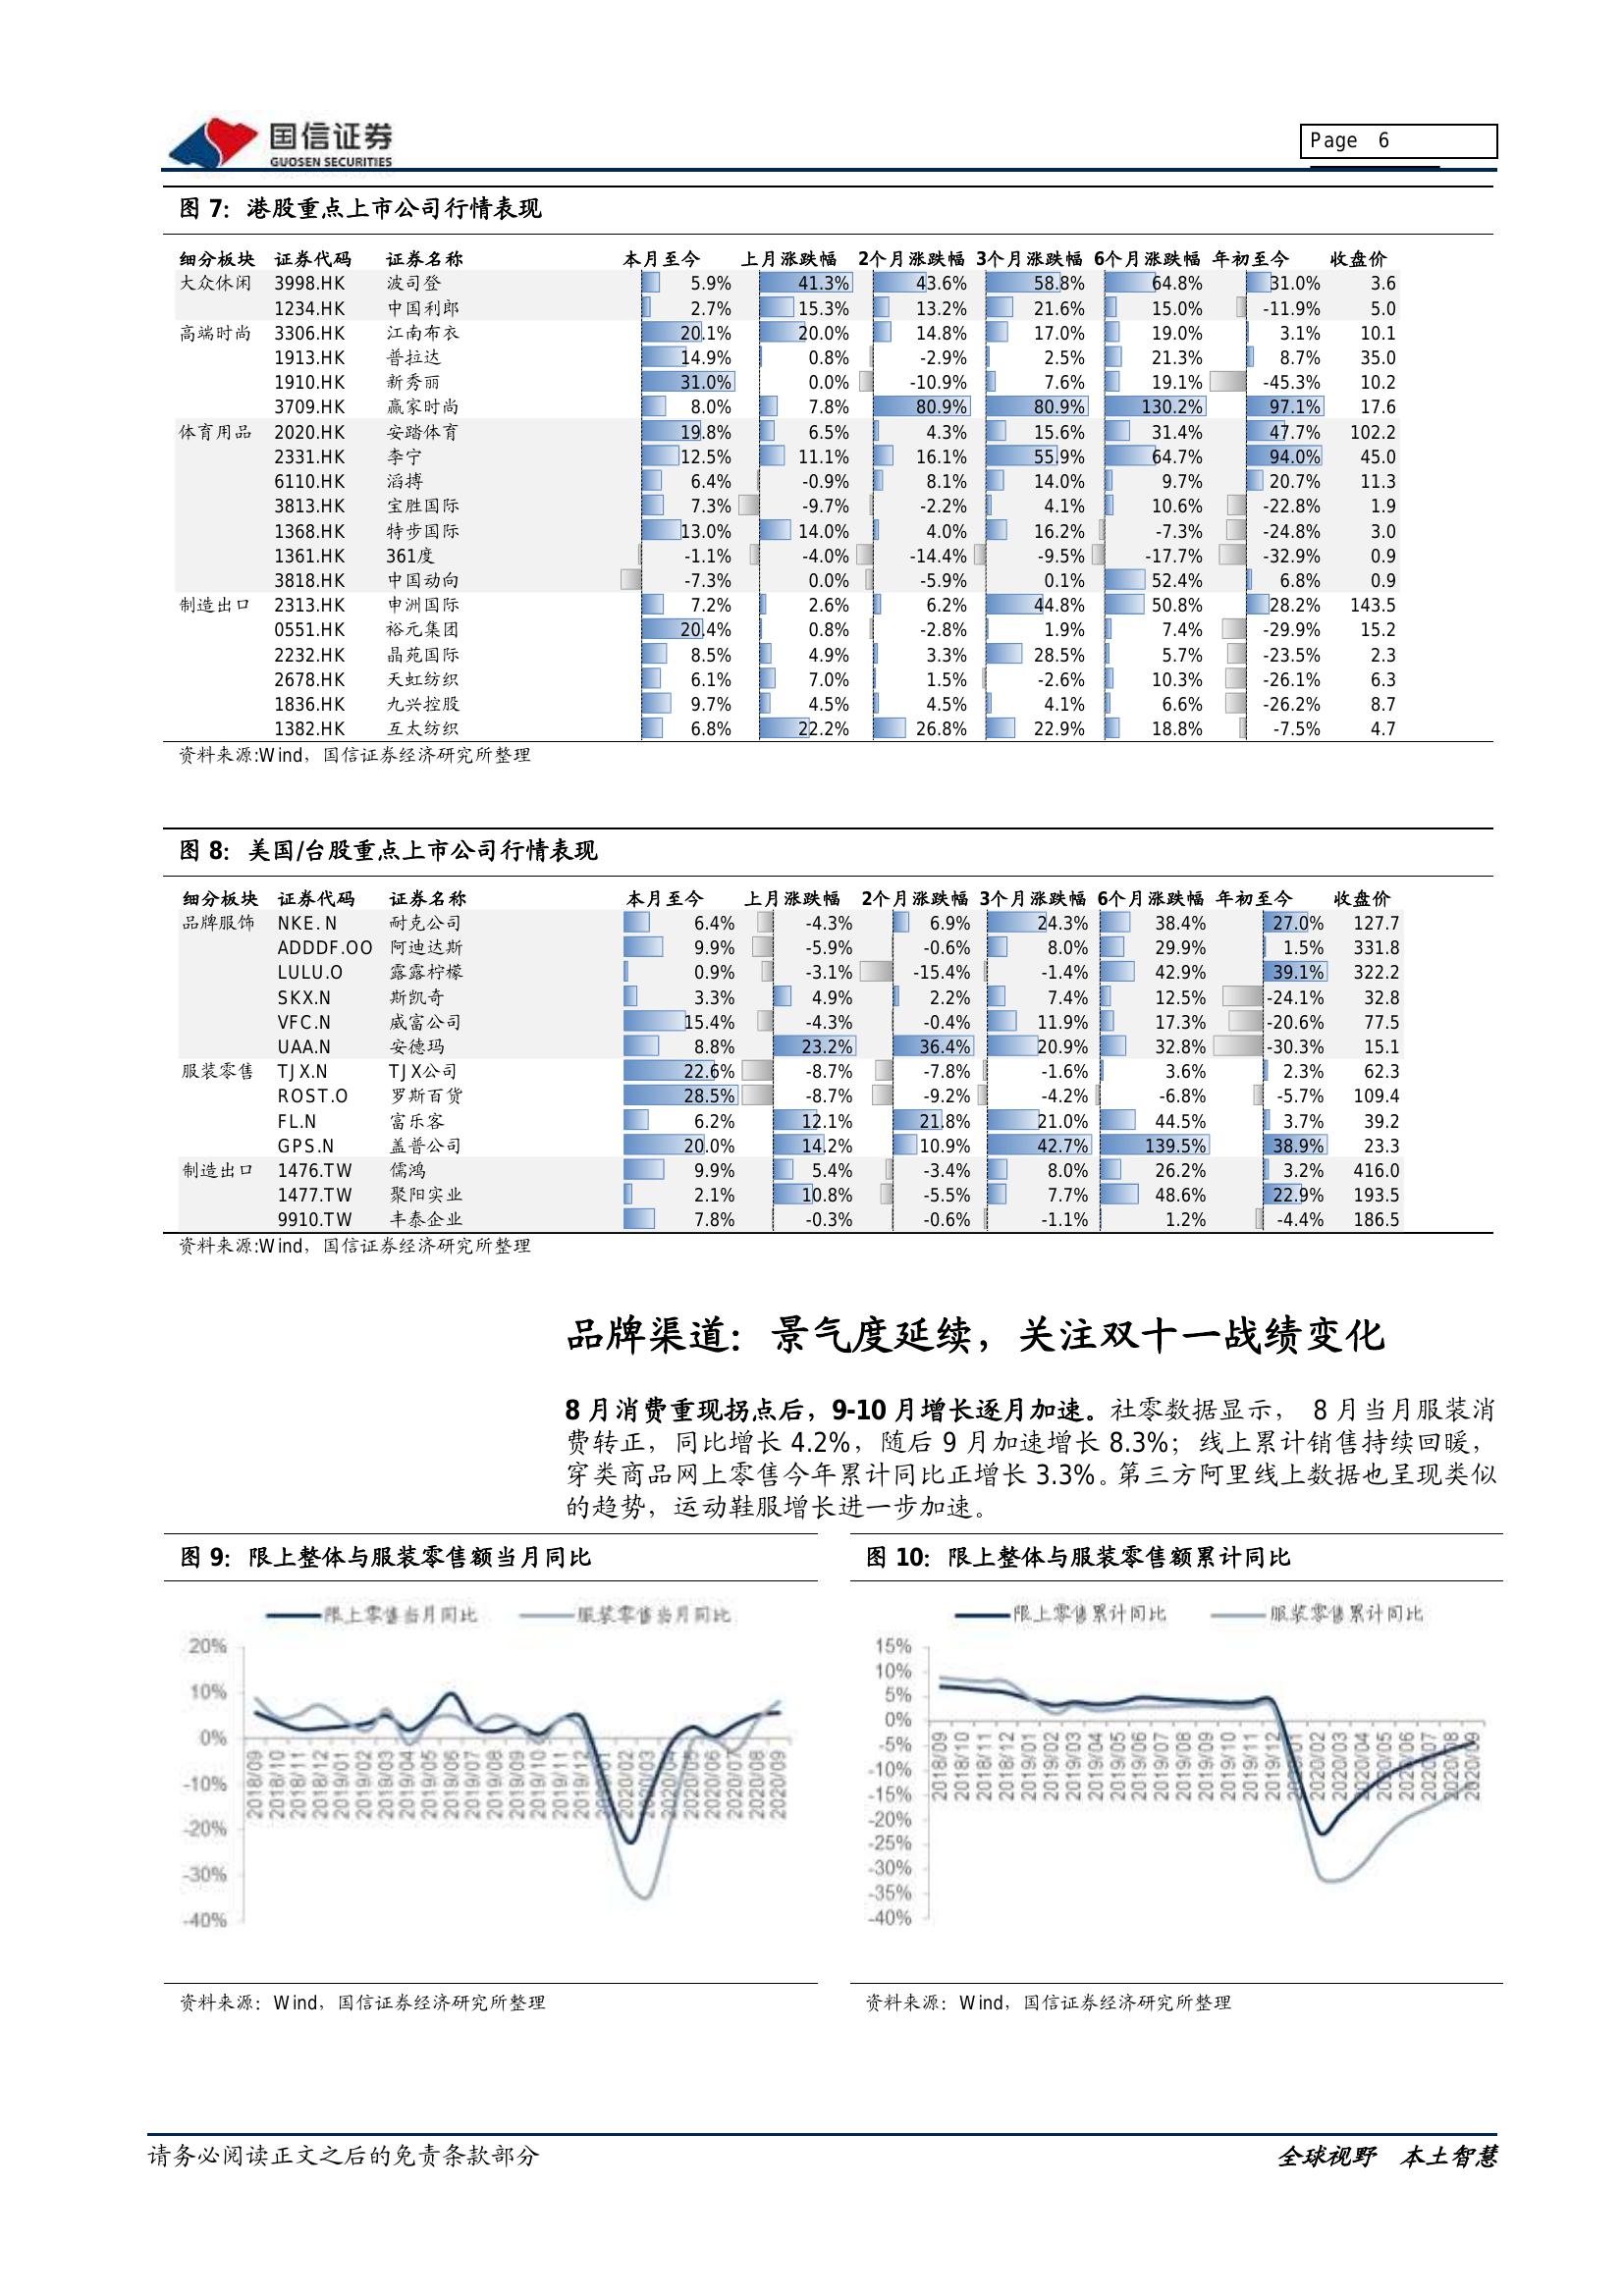 国信证券
GUOSEN SECURITIES
Page 6
图 7：港股重点上市公司行情表现
细分板块 证券代码 证券名称 本月至今 上月涨跌幅 2个月涨跌幅 3个月涨跌幅 6个月涨跌幅 年初至今 收盘价
大众休闲 3998.HK 波司登 5.9% 41.3% 43.6% 58.8% 64.8% 31.0% 3.6
1234.HK 中国利郎 2.7% 15.3% 13.2% 21.6% 15.0% -11.9% 5.0
高端时尚 3306.HK 江南布衣 20.1% 20.0% 14.8% 17.0% 19.0% 3.1% 10.1
1913.HK 普拉达 14.9% 0.8% -2.9% 2.5% 21.3% 8.7% 35.0
1910.HK 新秀丽 31.0% 0.0% -10.9% 7.6% 19.1% -45.3% 10.2
3709.HK 赢家时尚 8.0% 7.8% 80.9% 80.9% 130.2% 97.1% 17.6
体育用品 2020.HK 安踏体育 19.8% 6.5% 4.3% 15.6% 31.4% 47.7% 102.2
2331.HK 李宁 12.5% 11.1% 16.1% 55.9% 64.7% 94.0% 45.0
6110.HK 滔搏 6.4% -0.9% 8.1% 14.0% 9.7% 20.7% 11.3
3813.HK 宝胜国际 7.3% -9.7% -2.2% 4.1% 10.6% -22.8% 1.9
1368.HK 特步国际 13.0% 14.0% 4.0% 16.2% -7.3% -24.8% 3.0
1361.HK 361度 -1.1% -4.0% -14.4% -9.5% -17.7% -32.9% 0.9
3818.HK 中国动向 -7.3% 0.0% -5.9% 0.1% 52.4% 6.8% 0.9
制造出口 2313.HK 申洲国际 7.2% 2.6% 6.2% 44.8% 50.8% 28.2% 143.5
0551.HK 裕元集团 20.4% 0.8% -2.8% 1.9% 7.4% -29.9% 15.2
2232.HK 晶苑国际 8.5% 4.9% 3.3% 28.5% 5.7% -23.5% 2.3
2678.HK 天虹纺织 6.1% 7.0% 1.5% -2.6% 10.3% -26.1% 6.3
1836.HK 九兴控股 9.7% 4.5% 4.5% 4.1% 6.6% -26.2% 8.7
1382.HK 互太纺织 6.8% 22.2% 26.8% 22.9% 18.8% -7.5% 4.7
资料来源:Wind，国信证券经济研究所整理
图 8：美国/台股重点上市公司行情表现
细分板块 证券代码 证券名称 本月至今 上月涨跌幅 2个月涨跌幅 3个月涨跌幅 6个月涨跌幅 年初至今 收盘价
品牌服饰 NKE.N 耐克公司 6.4% -4.3% 6.9% 24.3% 38.4% 27.0% 127.7
ADDDF.OO 阿迪达斯 9.9% -5.9% -0.6% 8.0% 29.9% 1.5% 331.8
LULU.O 露露柠檬 0.9% -3.1% -15.4% -1.4% 42.9% 39.1% 322.2
SKX.N 斯凯奇 3.3% 4.9% 2.2% 7.4% 12.5% -24.1% 32.8
VFC.N 威富公司 15.4% -4.3% -0.4% 11.9% 17.3% -20.6% 77.5
UAA.N 安德玛 8.8% 23.2% 36.4% 20.9% 32.8% -30.3% 15.1
服装零售 TJX.N TJX公司 22.6% -8.7% -7.8% -1.6% 3.6% 2.3% 62.3
ROST.O 罗斯百货 28.5% -8.7% -9.2% -4.2% -6.8% -5.7% 109.4
FL.N 富乐客 6.2% 12.1% 21.8% 21.0% 44.5% 3.7% 39.2
GPS.N 盖普公司 20.0% 14.2% 10.9% 42.7% 139.5% 38.9% 23.3
制造出口 1476.TW 儒鸿 9.9% 5.4% -3.4% 8.0% 26.2% 3.2% 416.0
1477.TW 聚阳实业 2.1% 10.8% -5.5% 7.7% 48.6% 22.9% 193.5
9910.TW 丰泰企业 7.8% -0.3% -0.6% -1.1% 1.2% -4.4% 186.5
资料来源:Wind，国信证券经济研究所整理
品牌渠道：景气度延续，关注双十一战绩变化
8 月消费重现拐点后，9-10 月增长逐月加速。社零数据显示， 8 月当月服装消
费转正，同比增长 4.2%，随后 9 月加速增长 8.3%；线上累计销售持续回暖，
穿类商品网上零售今年累计同比正增长 3.3%。第三方阿里线上数据也呈现类似
的趋势，运动鞋服增长进一步加速。
图 9：限上整体与服装零售额当月同比
限上零售当月同比 服装零售当月同比
20%
10%
0%
-10%
-20%
-30%
-40%
2018/09 2018/10 2018/11 2018/12 2019/01 2019/02 2019/03 2019/04 2019/05 2019/06 2019/07 2019/08 2019/09 2019/10 2019/11 2019/12 2020/01 2020/02 2020/03 2020/04 2020/05 2020/06 2020/07 2020/08 2020/09
资料来源：Wind，国信证券经济研究所整理
图 10：限上整体与服装零售额累计同比
限上零售累计同比 服装零售累计同比
15%
10%
5%
0%
-5%
-10%
-15%
-20%
-25%
-30%
-35%
-40%
2018/09 2018/10 2018/11 2018/12 2019/01 2019/02 2019/03 2019/04 2019/05 2019/06 2019/07 2019/08 2019/09 2019/10 2019/11 2019/12 2020/01 2020/02 2020/03 2020/04 2020/05 2020/06 2020/07 2020/08 2020/09
资料来源：Wind，国信证券经济研究所整理
请务必阅读正文之后的免责条款部分
全球视野 本土智慧